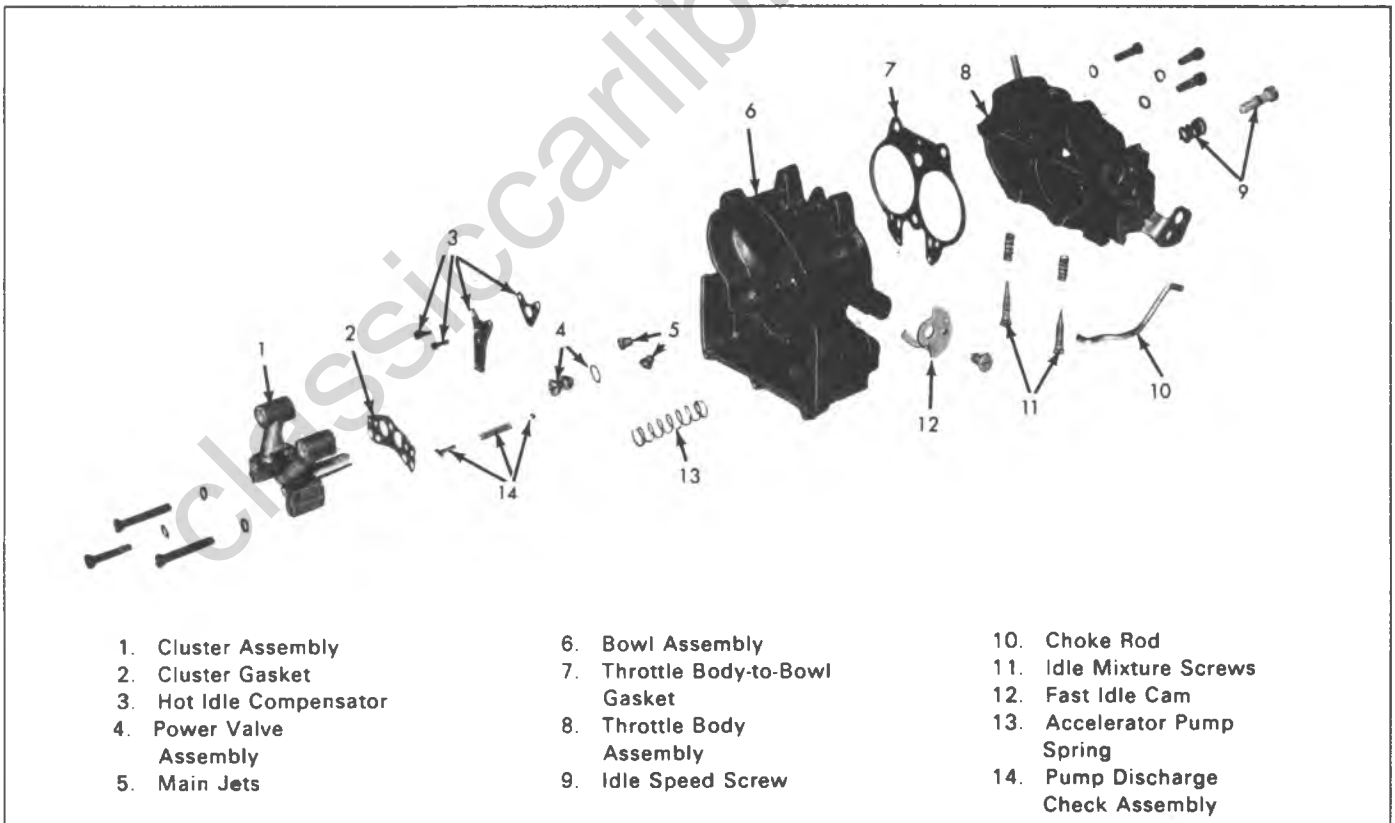 classiccarlib
7
8
6
9
3
5
4
1
2
10
11
12
13
14
1. Cluster Assembly
2. Cluster Gasket
3. Hot Idle Compensator
4. Power Valve
Assembly
5. Main Jets
6. Bowl Assembly
7. Throttle Body-to-Bowl
Gasket
8. Throttle Body
Assembly
9. Idle Speed Screw
10. Choke Rod
11. Idle Mixture Screws
12. Fast Idle Cam
13. Accelerator Pump
Spring
14. Pump Discharge
Check Assembly